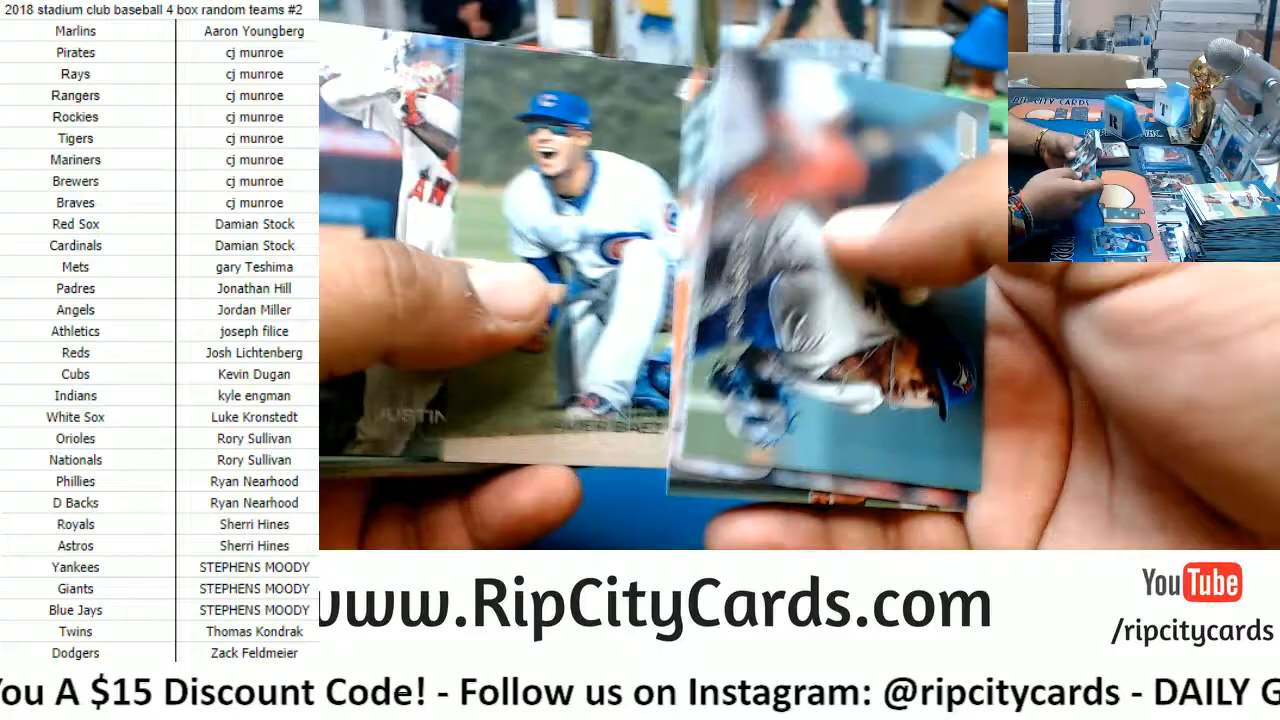 2018 stadium club baseball 4 box random teams #2
Marlins Aaron Youngberg
Pirates cj munroe
Rays cj munroe
Rangers cj munroe
Rockies cj munroe
Tigers cj munroe
Mariners cj munroe
Brewers cj munroe
Braves cj munroe
Red Sox Damian Stock
Cardinals Damian Stock
Mets gary Teshima
Padres Jonathan Hill
Angels Jordan Miller
Athletics joseph filice
Reds Josh Lichtenberg
Cubs Kevin Dugan
Indians kyle engman
White Sox Luke Kronstedt
Orioles Rory Sullivan
Nationals Rory Sullivan
Phillies Ryan Nearhood
D Backs Ryan Nearhood
Royals Sherri Hines
Astros Sherri Hines
Yankees STEPHENS MOODY
Giants STEPHENS MOODY
Blue Jays STEPHENS MOODY
Twins Thomas Kondrak
Dodgers Zack Feldmeier
JUSTIN
RIP CITY CARDS
R T
www.RipCityCards.com
YouTube
/ripcitycards
You A $15 Discount Code! - Follow us on Instagram: @ripcitycards - DAILY G